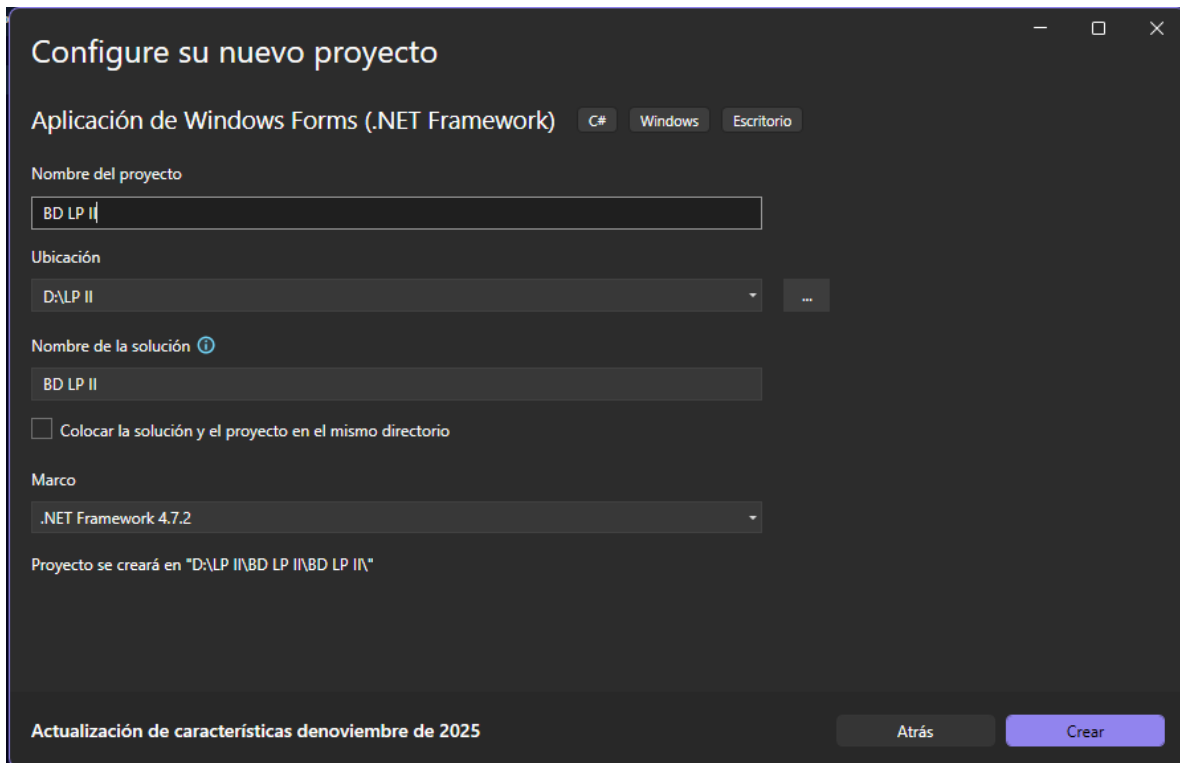 Configure su nuevo proyecto
Aplicación de Windows Forms (.NET Framework) C# Windows Escritorio
Nombre del proyecto
BD LP II
Ubicación
D:\LP II
...
Nombre de la solución
BD LP II
Colocar la solución y el proyecto en el mismo directorio
Marco
.NET Framework 4.7.2
Proyecto se creará en "D:\LP II\BD LP II\BD LP II\"
Actualización de características denoviembre de 2025
Atrás Crear